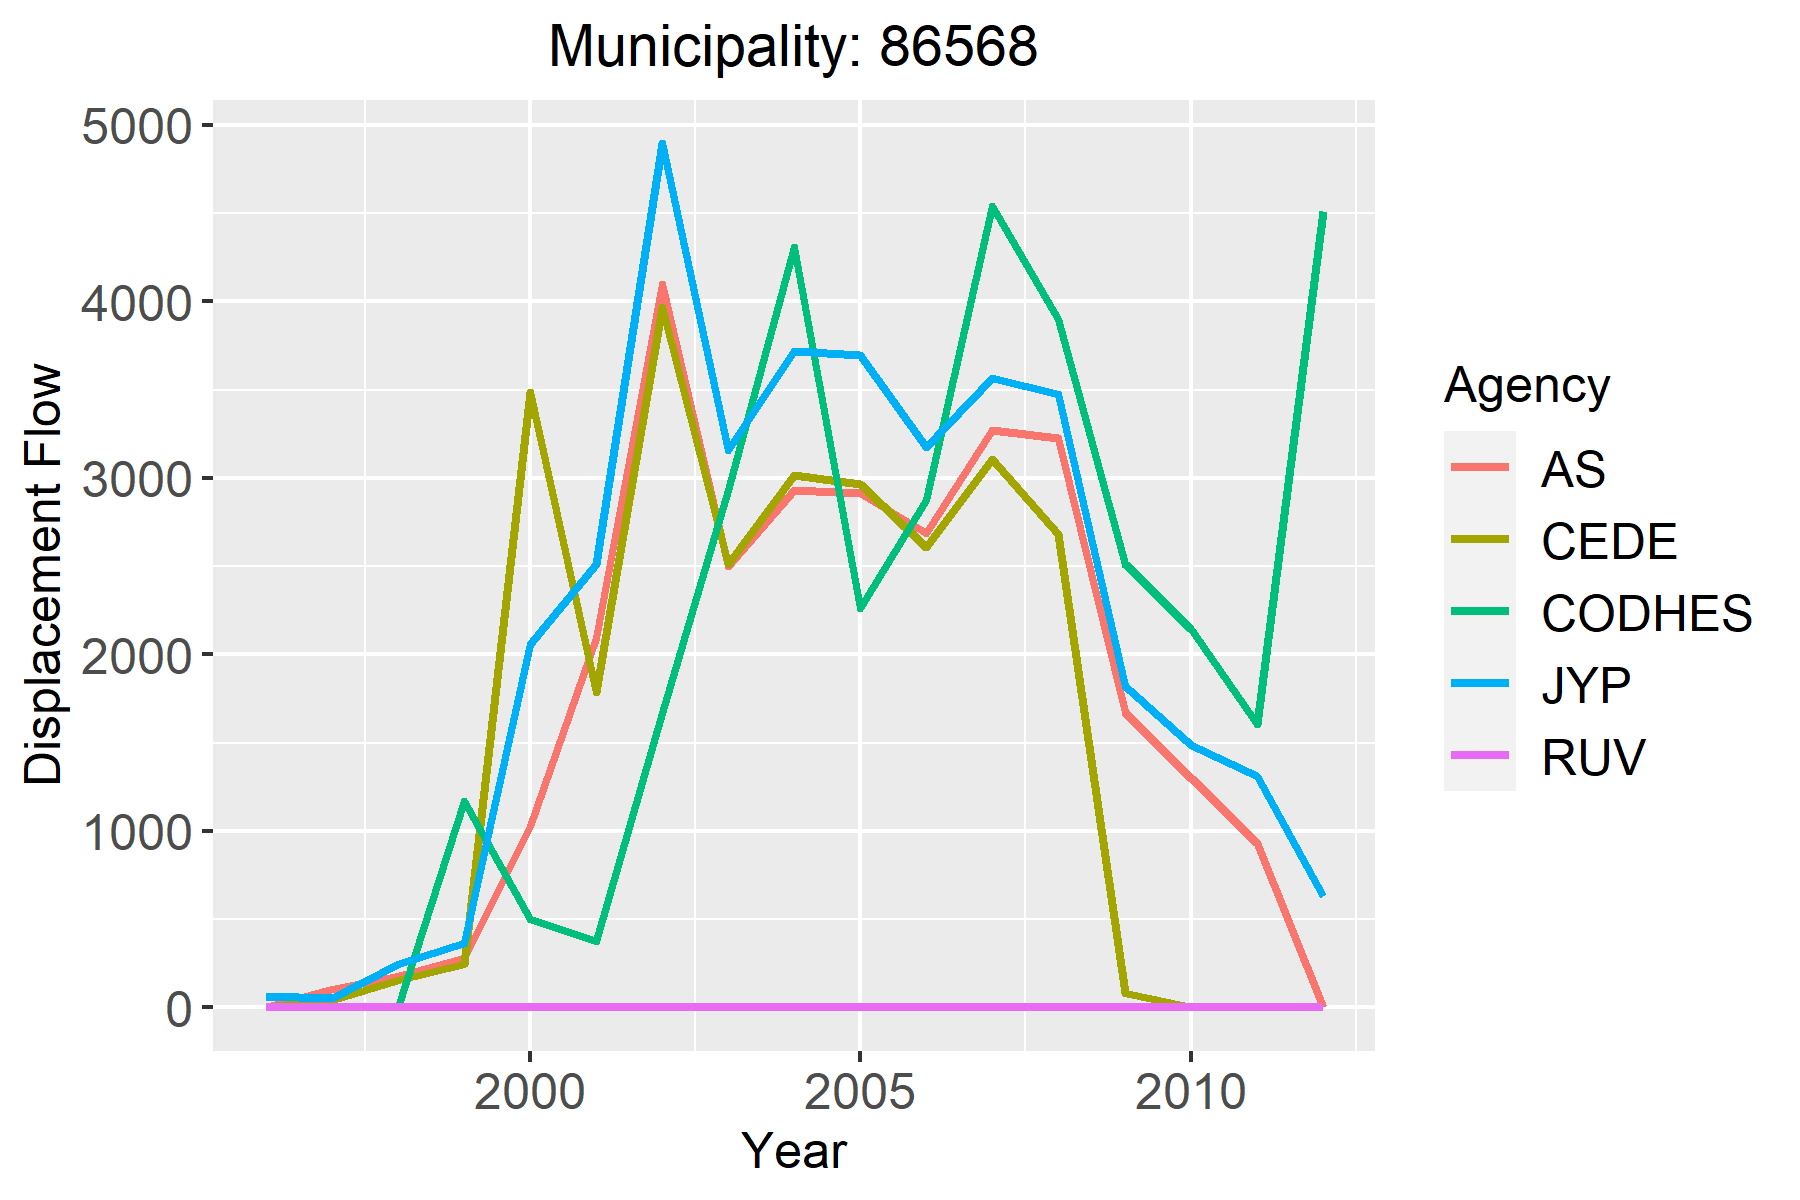 Municipality: 86568
5000
4000
3000
2000
1000
0
Displacement Flow
2000
2005
2010
Year
Agency
AS
CEDE
CODHES
JYP
RUV